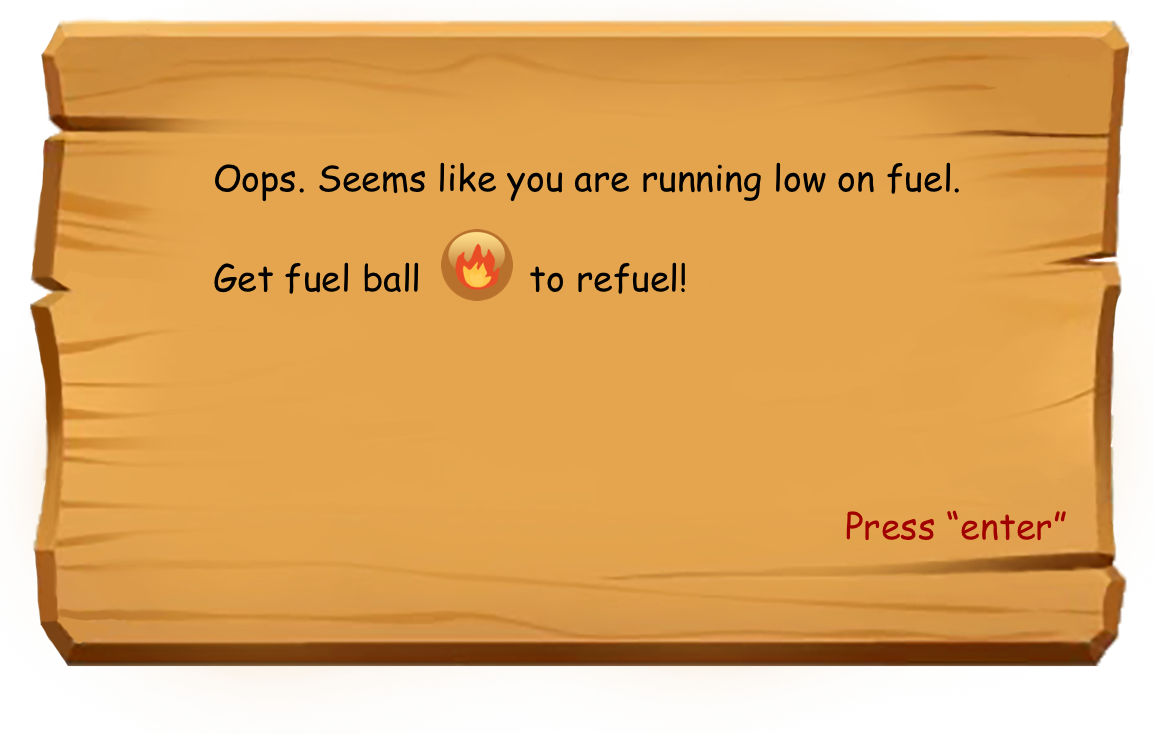 Oops. Seems like you are running low on fuel.
Get fuel ball to refuel!
Press “enter”